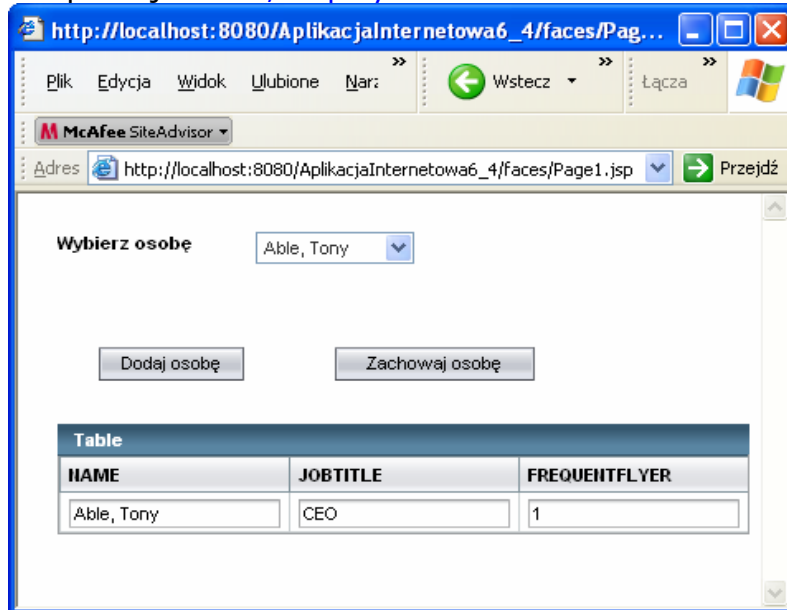 http://localhost:8080/AplikacjaInternetowa6_4/faces/Pag...
Plik Edycja Widok Ulubione Narz » Wstecz » Łącza »
McAfee SiteAdvisor
Adres http://localhost:8080/AplikacjaInternetowa6_4/faces/Page1.jsp Przejdź
Wybierz osobę Able, Tony
Dodaj osobę Zachowaj osobę
Table
NAME JOBTITLE FREQUENTFLYER
Able, Tony CEO 1